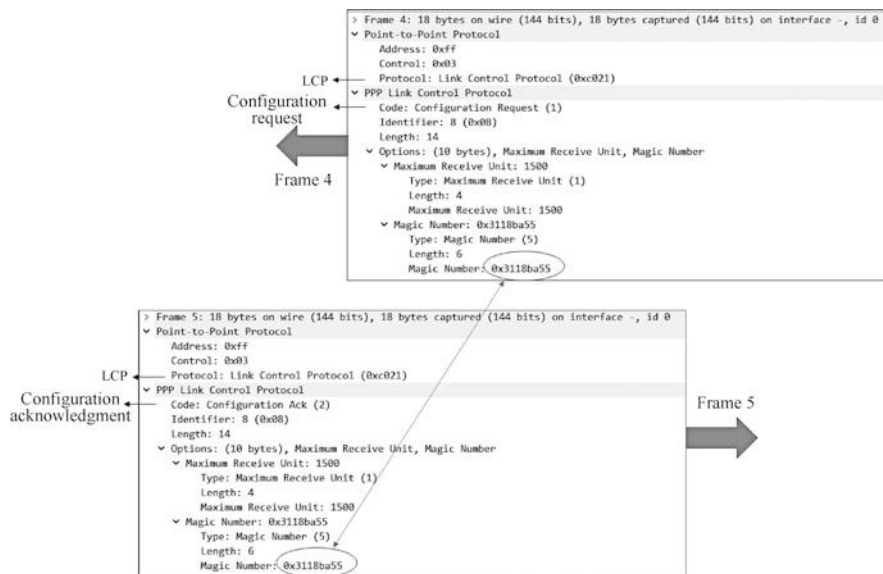 > Frame 4: 18 bytes on wire (144 bits), 18 bytes captured (144 bits) on interface -, id 0
Point-to-Point Protocol
Address: 0xff
Control: 0x03
LCP
Protocol: Link Control Protocol (0xc021)
PPP Link Control Protocol
Configuration
request
Code: Configuration Request (1)
Identifier: 8 (0x08)
Length: 14
Frame 4
Options: (10 bytes), Maximum Receive Unit, Magic Number
Maximum Receive Unit: 1500
Type: Maximum Receive Unit (1)
Length: 4
Maximum Receive Unit: 1500
Magic Number: 0x3118ba55
Type: Magic Number (5)
Length: 6
Magic Number: 0x3118ba55
> Frame 5: 18 bytes on wire (144 bits), 18 bytes captured (144 bits) on interface -, id 0
Point-to-Point Protocol
Address: 0xff
Control: 0x03
LCP
Protocol: Link Control Protocol (0xc021)
PPP Link Control Protocol
Configuration
acknowledgment
Code: Configuration Ack (2)
Identifier: 8 (0x08)
Length: 14
Frame 5
Options: (10 bytes), Maximum Receive Unit, Magic Number
Maximum Receive Unit: 1500
Type: Maximum Receive Unit (1)
Length: 4
Maximum Receive Unit: 1500
Magic Number: 0x3118ba55
Type: Magic Number (5)
Length: 6
Magic Number: 0x3118ba55